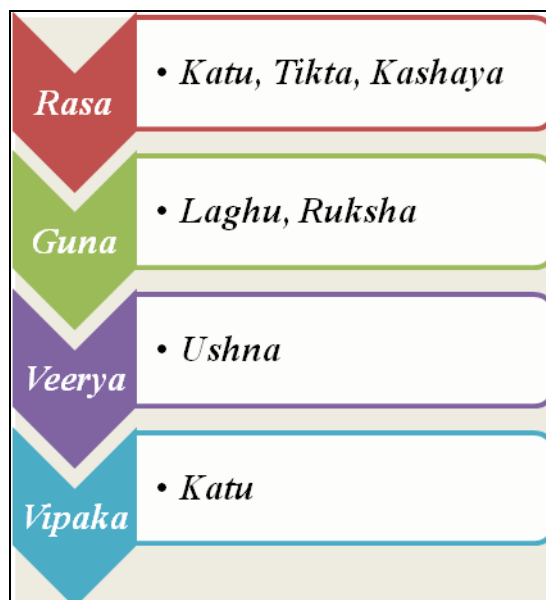 Rasa
• Katu, Tikta, Kashaya
Guna
• Laghu, Ruksha
Veerya
• Ushna
Vipaka
• Katu